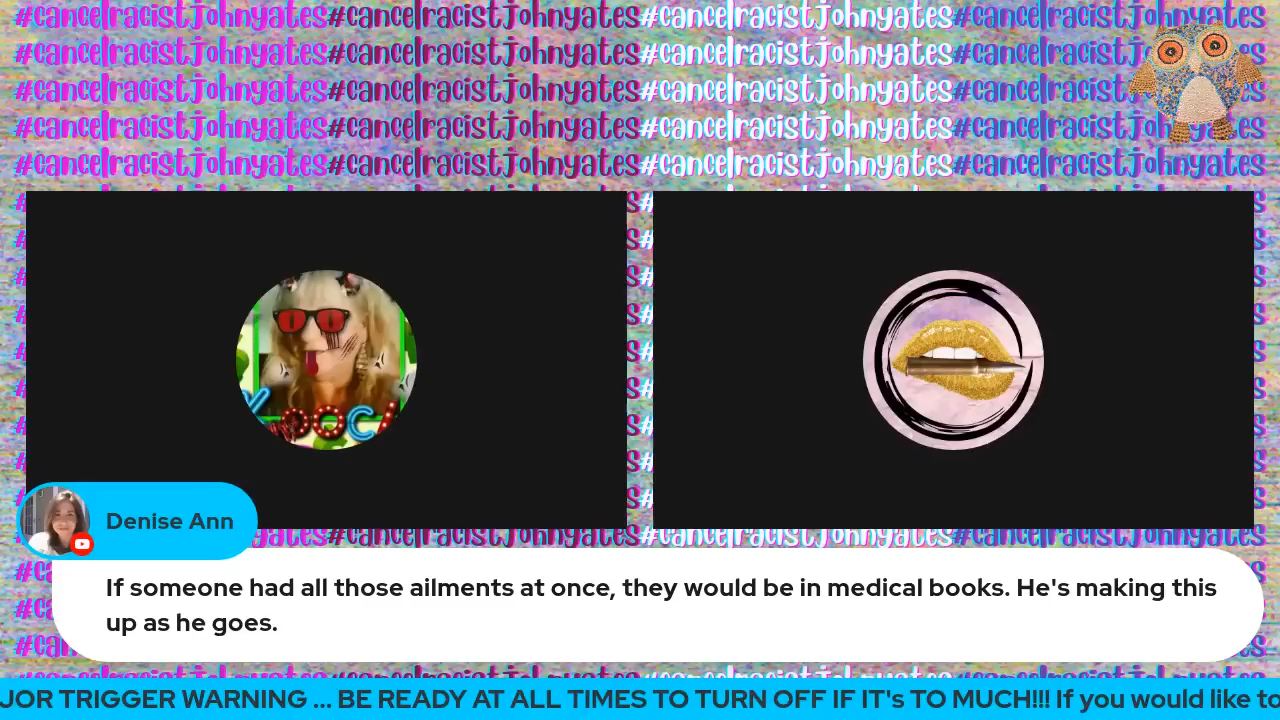 #cancelracistjohnyates#cancelracistjohnyates#cancelracistjohnyates#cancelracistjohnyates
#cancelracistjohnyates#cancelracistjohnyates#cancelracistjohnyates#cancelracistjohnyates
#cancelracistjohnyates#cancelracistjohnyates#cancelracistjohnyates#cancelracistjohnyates
#cancelracistjohnyates#cancelracistjohnyates#cancelracistjohnyates#cancelracistjohnyates
#cancelracistjohnyates#cancelracistjohnyates#cancelracistjohnyates#cancelracistjohnyates
Denise Ann
If someone had all those ailments at once, they would be in medical books. He's making this
up as he goes.
JOR TRIGGER WARNING ... BE READY AT ALL TIMES TO TURN OFF IF IT's TO MUCH!!! If you would like to